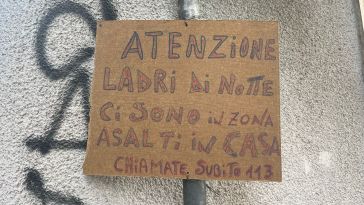 ATENZIONE
LADRI Di NOTTE
Ci SONO iN ZONA
ASALTI in CASA
CHiAMATE SUBiTO 113